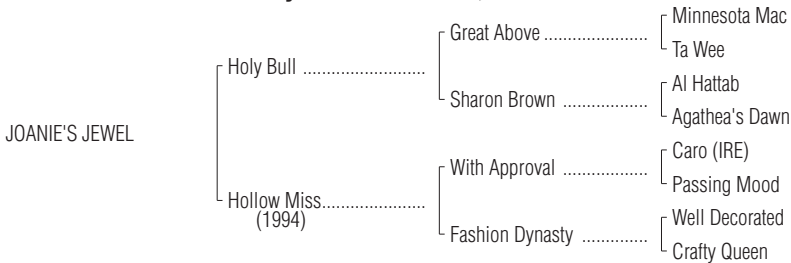 Minnesota Mac
Great Above ......................
Ta Wee
Holy Bull ..........................
Al Hattab
Sharon Brown ..................
Agathea's Dawn
JOANIE'S JEWEL
Caro (IRE)
With Approval ..................
Passing Mood
Hollow Miss......................
(1994)
Well Decorated
Fashion Dynasty ..............
Crafty Queen